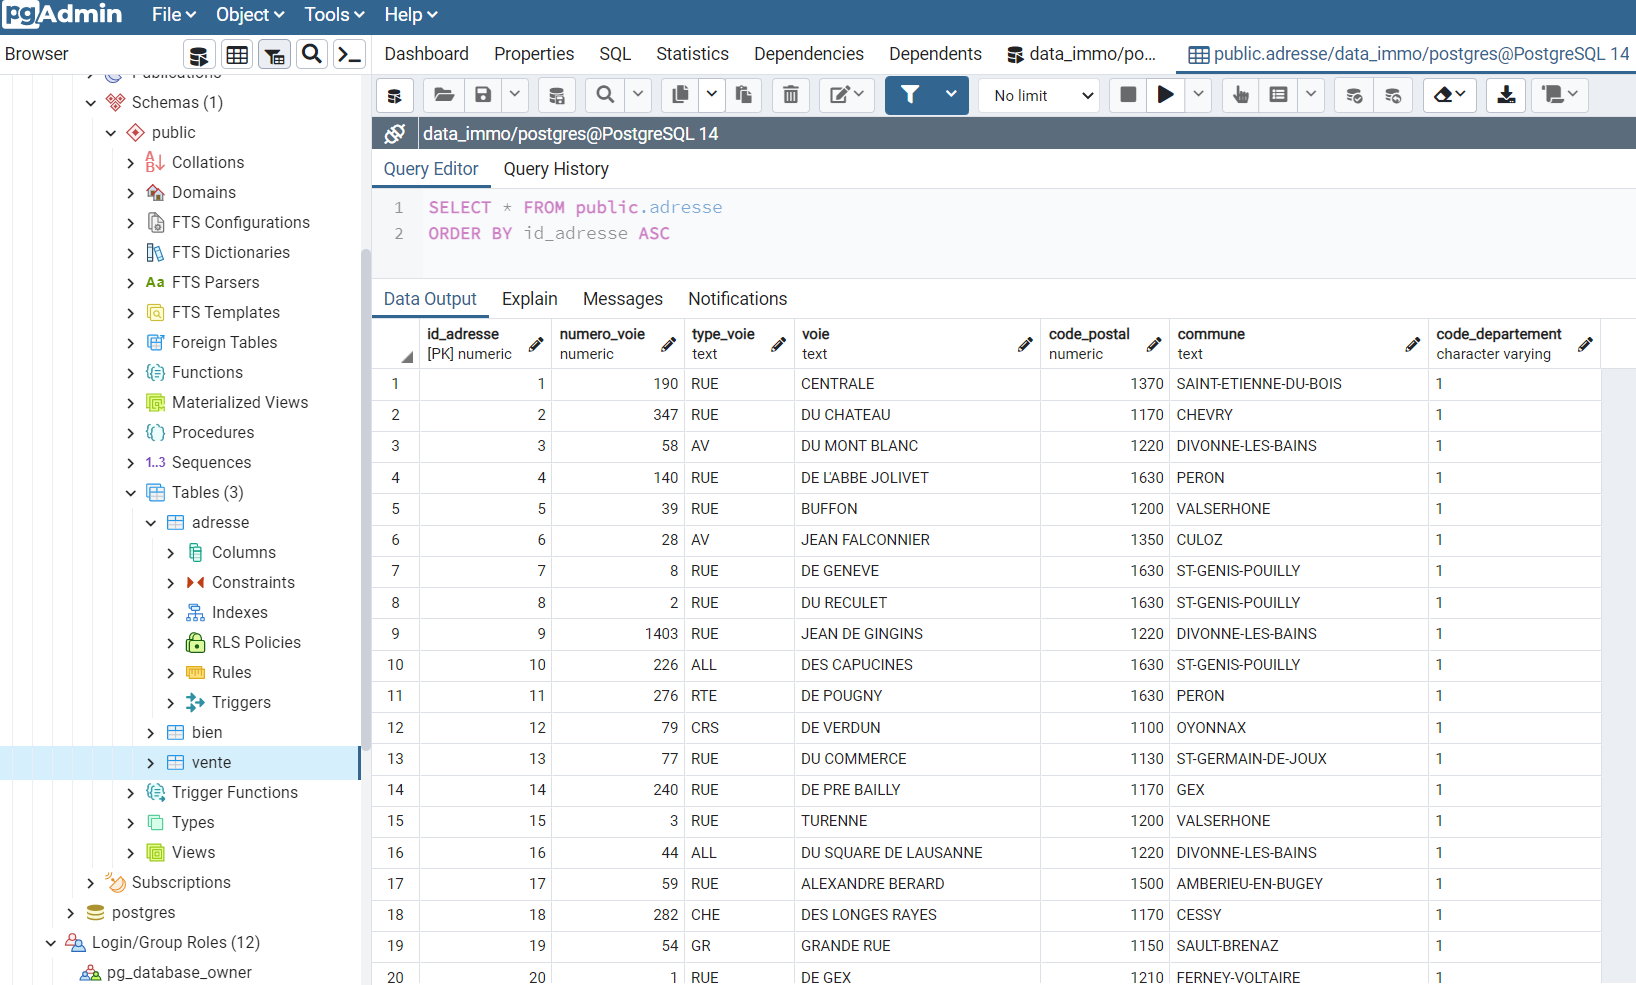 pgAdmin File Object Tools Help
Browser
Dashboard Properties SQL Statistics Dependencies Dependents data_immo/po... public.adresse/data_immo/postgres@PostgreSQL 14
Publications
Schemas (1)
public
Collations
Domains
FTS Configurations
FTS Dictionaries
Aa FTS Parsers
FTS Templates
Foreign Tables
Functions
Materialized Views
Procedures
1..3 Sequences
Tables (3)
adresse
Columns
Constraints
Indexes
RLS Policies
Rules
Triggers
bien
vente
Trigger Functions
Types
Views
Subscriptions
postgres
Login/Group Roles (12)
pg_database_owner
No limit
data_immo/postgres@PostgreSQL 14
Query Editor Query History
1 SELECT * FROM public.adresse
2 ORDER BY id_adresse ASC
Data Output Explain Messages Notifications
id_adresse numero_voie type_voie voie code_postal commune code_departement
[PK] numeric numeric text text numeric text character varying
1 1 190 RUE CENTRALE 1370 SAINT-ETIENNE-DU-BOIS 1
2 2 347 RUE DU CHATEAU 1170 CHEVRY 1
3 3 58 AV DU MONT BLANC 1220 DIVONNE-LES-BAINS 1
4 4 140 RUE DE L'ABBE JOLIVET 1630 PERON 1
5 5 39 RUE BUFFON 1200 VALSERHONE 1
6 6 28 AV JEAN FALCONNIER 1350 CULOZ 1
7 7 8 RUE DE GENEVE 1630 ST-GENIS-POUILLY 1
8 8 2 RUE DU RECULET 1630 ST-GENIS-POUILLY 1
9 9 1403 RUE JEAN DE GINGINS 1220 DIVONNE-LES-BAINS 1
10 10 226 ALL DES CAPUCINES 1630 ST-GENIS-POUILLY 1
11 11 276 RTE DE POUGNY 1630 PERON 1
12 12 79 CRS DE VERDUN 1100 OYONNAX 1
13 13 77 RUE DU COMMERCE 1130 ST-GERMAIN-DE-JOUX 1
14 14 240 RUE DE PRE BAILLY 1170 GEX 1
15 15 3 RUE TURENNE 1200 VALSERHONE 1
16 16 44 ALL DU SQUARE DE LAUSANNE 1220 DIVONNE-LES-BAINS 1
17 17 59 RUE ALEXANDRE BERARD 1500 AMBERIEU-EN-BUGEY 1
18 18 282 CHE DES LONGES RAYES 1170 CESSY 1
19 19 54 GR GRANDE RUE 1150 SAULT-BRENAZ 1
20 20 1 RUE DE GEX 1210 FERNEY-VOLTAIRE 1